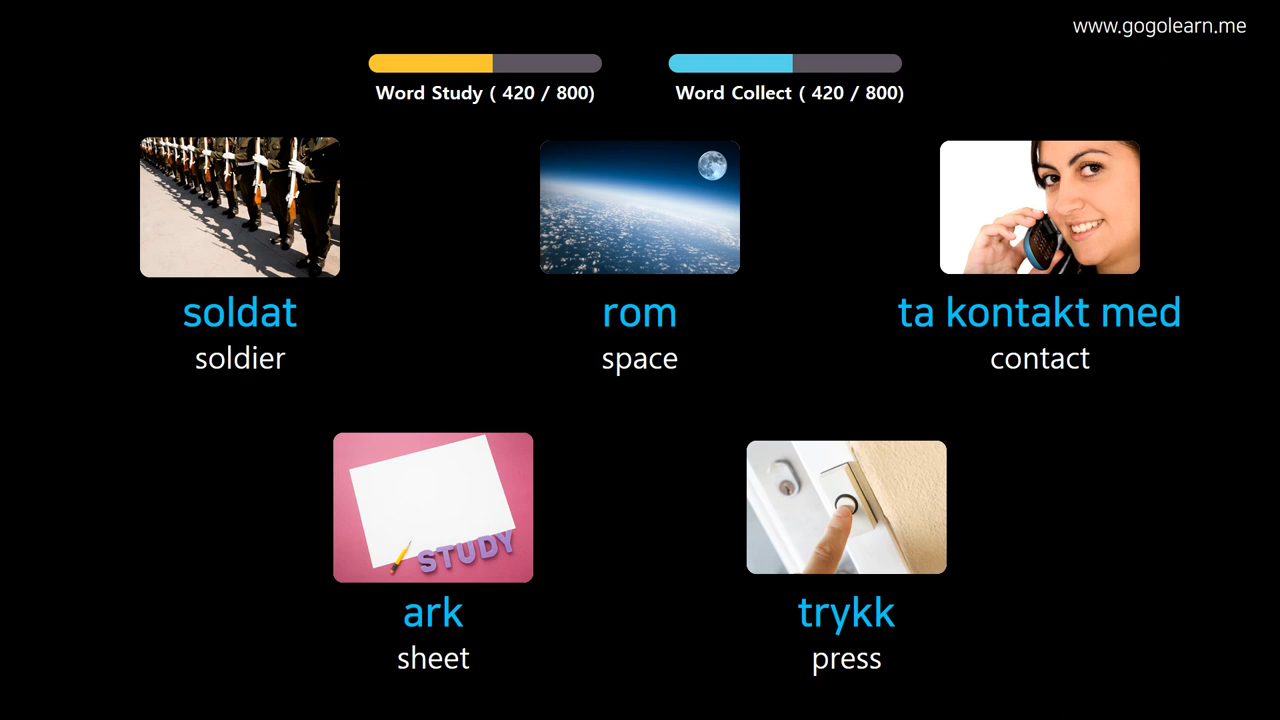 www.gogolearn.me
Word Study ( 420 / 800)
Word Collect ( 420 / 800)
soldat
soldier
rom
space
ta kontakt med
contact
STUDY
ark
sheet
trykk
press